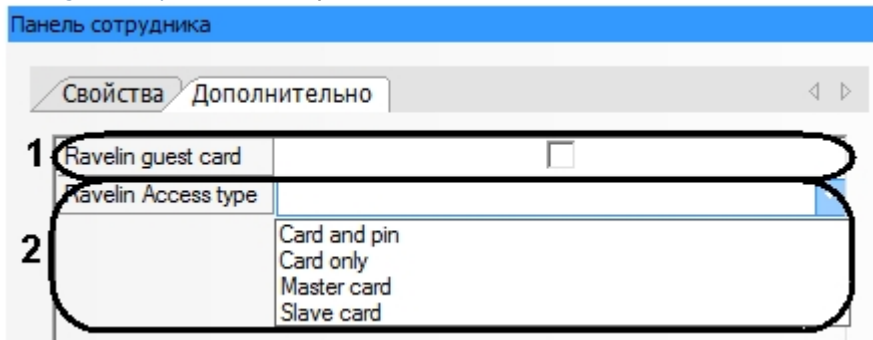 Панель сотрудника
Свойства Дополнительно
1 Ravelin guest card
Ravelin Access type
2
Card and pin
Card only
Master card
Slave card